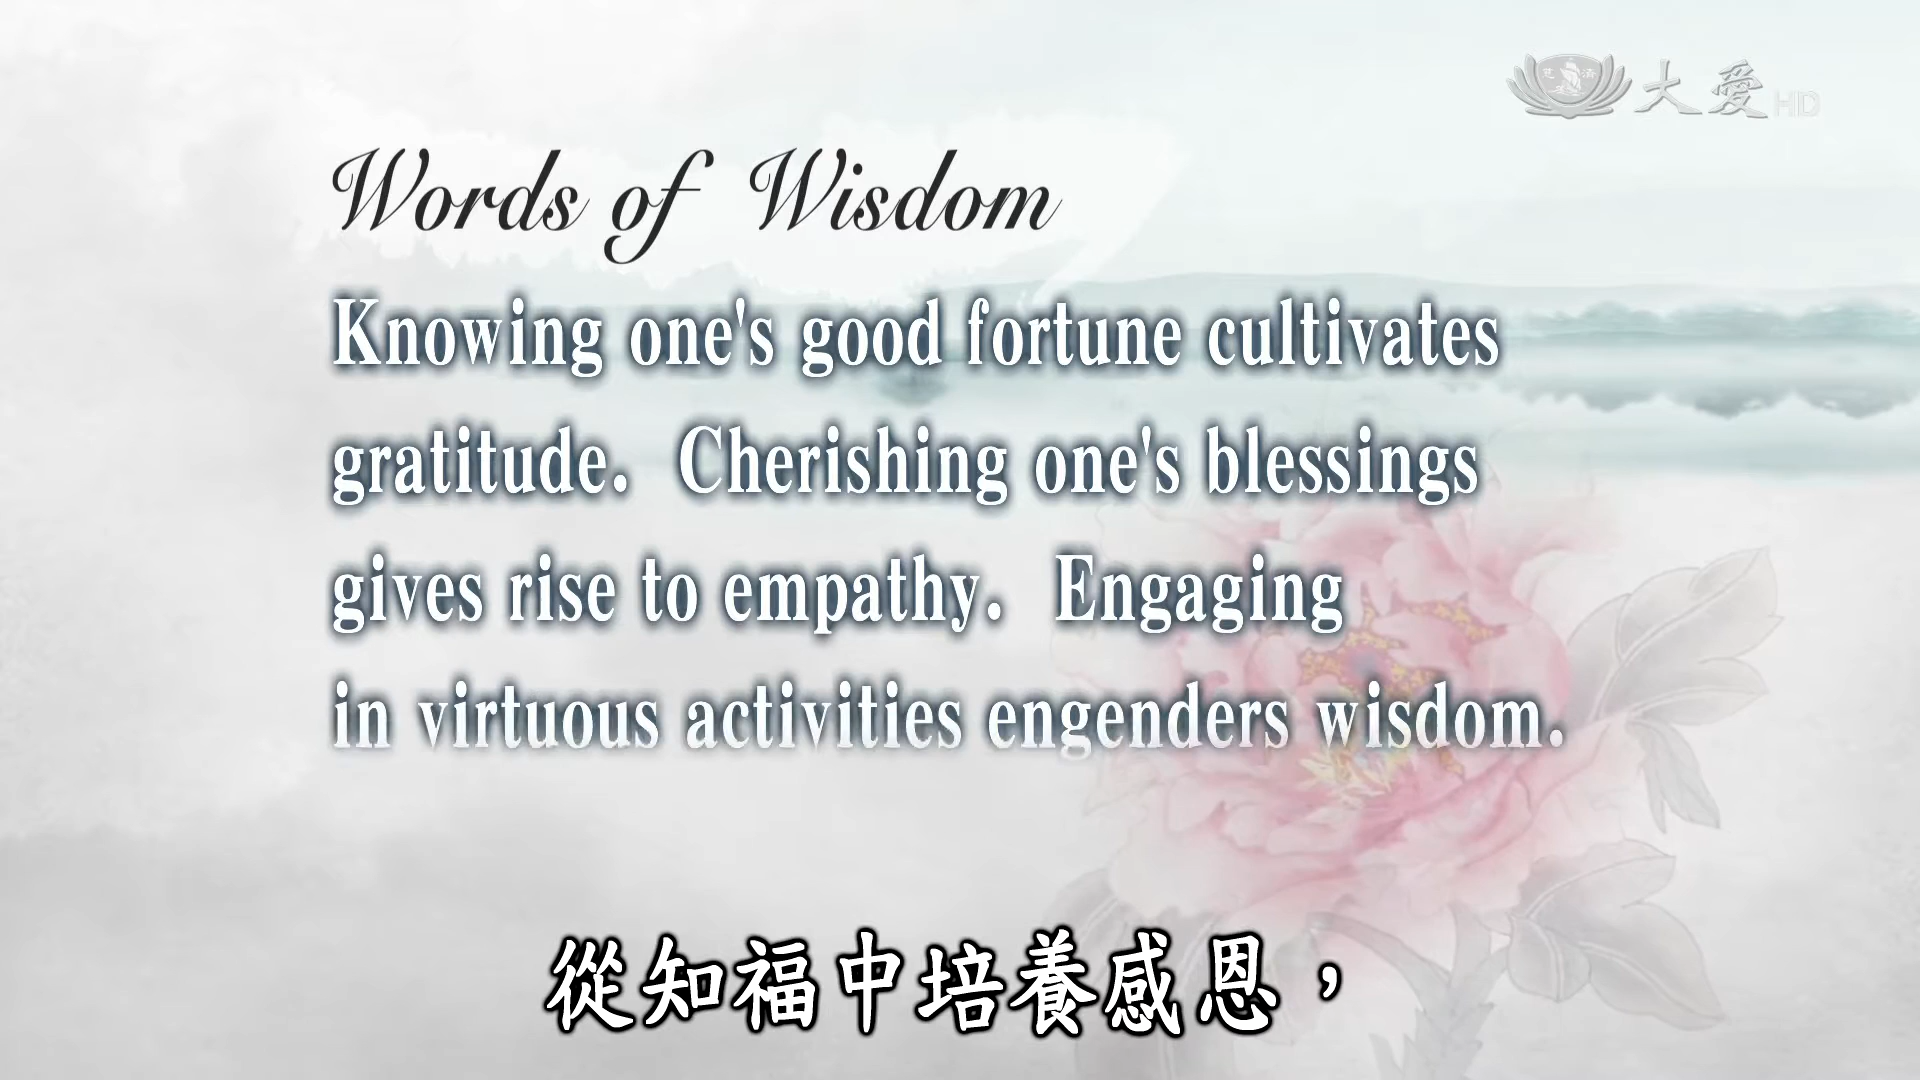 大愛HD
Words of Wisdom
Knowing one's good fortune cultivates
gratitude. Cherishing one's blessings
gives rise to empathy. Engaging
in virtuous activities engenders wisdom.
從知福中培養感恩，